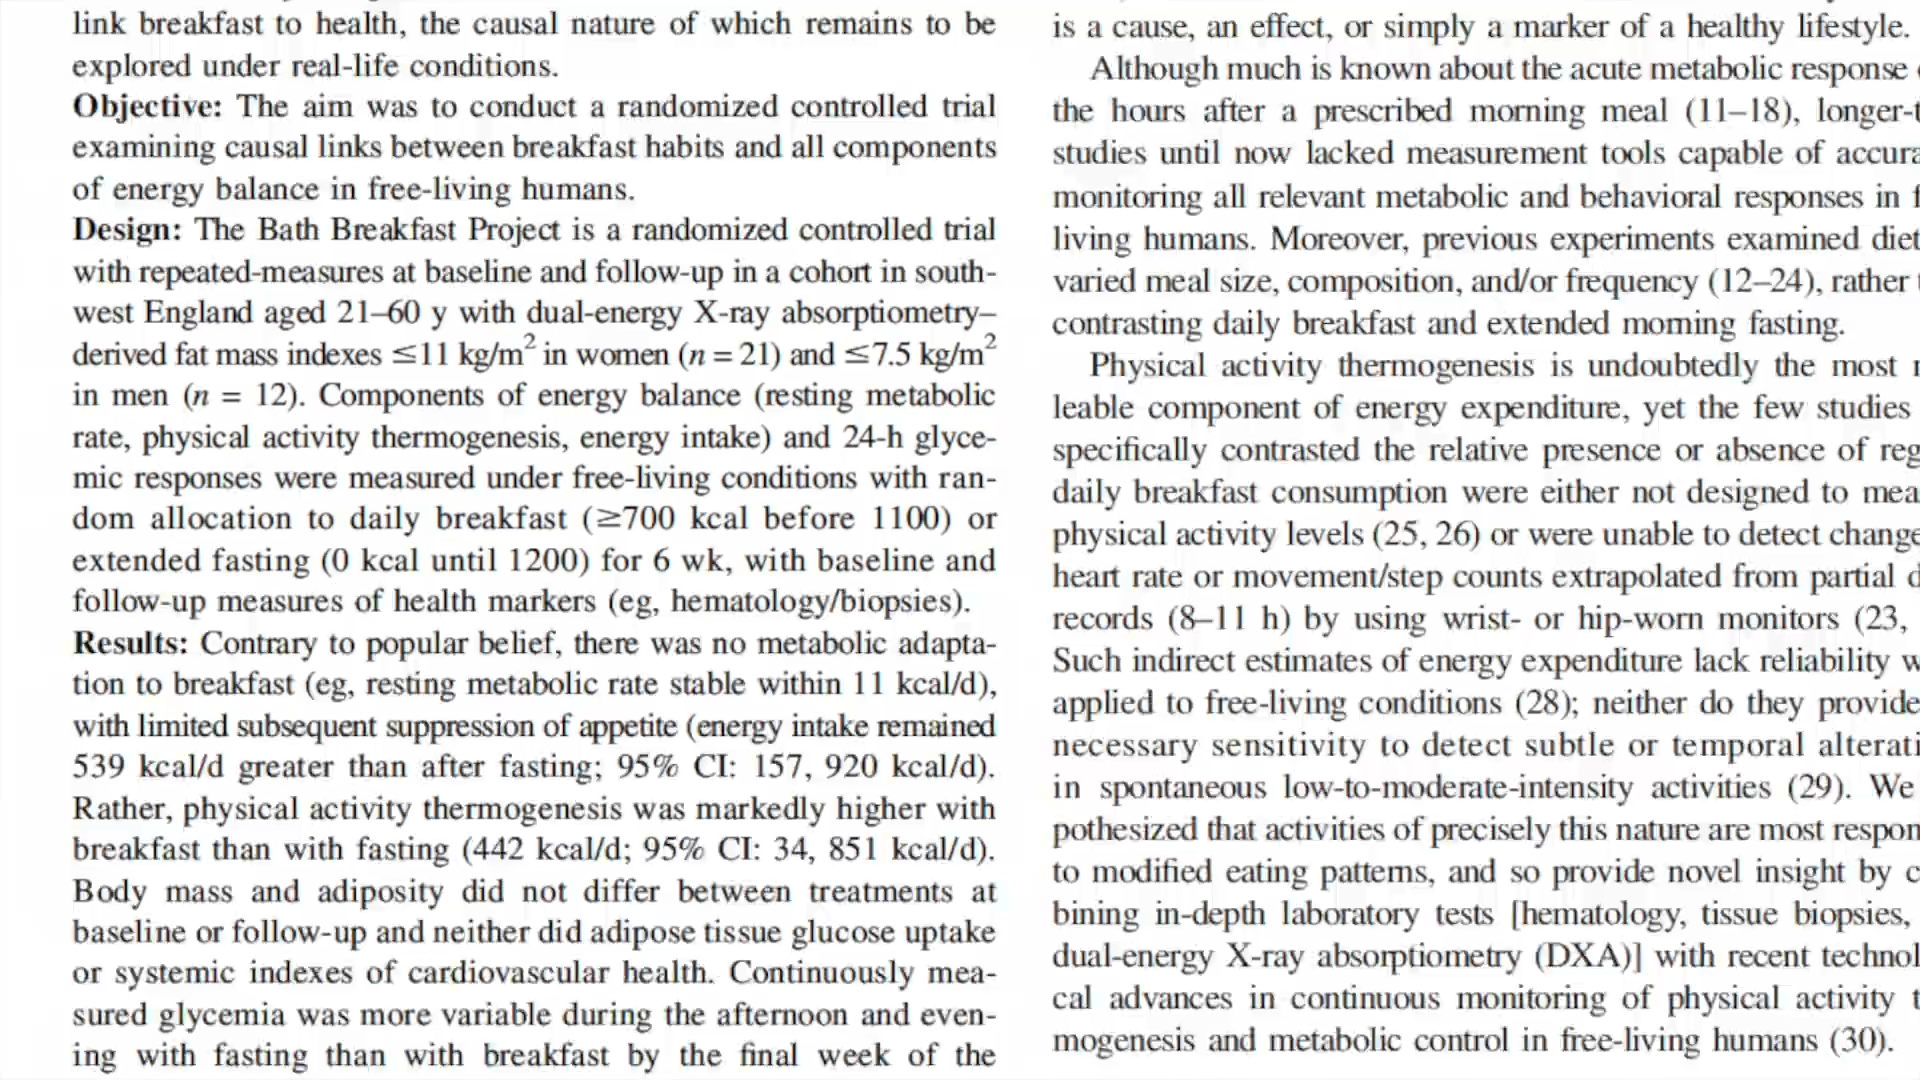 link breakfast to health, the causal nature of which remains to be
explored under real-life conditions.
Objective: The aim was to conduct a randomized controlled trial
examining causal links between breakfast habits and all components
of energy balance in free-living humans.
Design: The Bath Breakfast Project is a randomized controlled trial
with repeated-measures at baseline and follow-up in a cohort in south-
west England aged 21–60 y with dual-energy X-ray absorptiometry–
derived fat mass indexes ≤11 kg/m² in women (n = 21) and ≤7.5 kg/m²
in men (n = 12). Components of energy balance (resting metabolic
rate, physical activity thermogenesis, energy intake) and 24-h glyce-
mic responses were measured under free-living conditions with ran-
dom allocation to daily breakfast (≥700 kcal before 1100) or
extended fasting (0 kcal until 1200) for 6 wk, with baseline and
follow-up measures of health markers (eg, hematology/biopsies).
Results: Contrary to popular belief, there was no metabolic adapta-
tion to breakfast (eg, resting metabolic rate stable within 11 kcal/d),
with limited subsequent suppression of appetite (energy intake remained
539 kcal/d greater than after fasting; 95% CI: 157, 920 kcal/d).
Rather, physical activity thermogenesis was markedly higher with
breakfast than with fasting (442 kcal/d; 95% CI: 34, 851 kcal/d).
Body mass and adiposity did not differ between treatments at
baseline or follow-up and neither did adipose tissue glucose uptake
or systemic indexes of cardiovascular health. Continuously mea-
sured glycemia was more variable during the afternoon and even-
ing with fasting than with breakfast by the final week of the
is a cause, an effect, or simply a marker of a healthy lifestyle.
Although much is known about the acute metabolic response
the hours after a prescribed morning meal (11–18), longer-t
studies until now lacked measurement tools capable of accura
monitoring all relevant metabolic and behavioral responses in f
living humans. Moreover, previous experiments examined diet
varied meal size, composition, and/or frequency (12–24), rather t
contrasting daily breakfast and extended morning fasting.
Physical activity thermogenesis is undoubtedly the most
leable component of energy expenditure, yet the few studies
specifically contrasted the relative presence or absence of reg
daily breakfast consumption were either not designed to mea
physical activity levels (25, 26) or were unable to detect change
heart rate or movement/step counts extrapolated from partial d
records (8–11 h) by using wrist- or hip-worn monitors (23,
Such indirect estimates of energy expenditure lack reliability w
applied to free-living conditions (28); neither do they provide
necessary sensitivity to detect subtle or temporal alterati
in spontaneous low-to-moderate-intensity activities (29). We
pothesized that activities of precisely this nature are most respon
to modified eating patterns, and so provide novel insight by c
bining in-depth laboratory tests [hematology, tissue biopsies,
dual-energy X-ray absorptiometry (DXA)] with recent technol
cal advances in continuous monitoring of physical activity t
mogenesis and metabolic control in free-living humans (30).